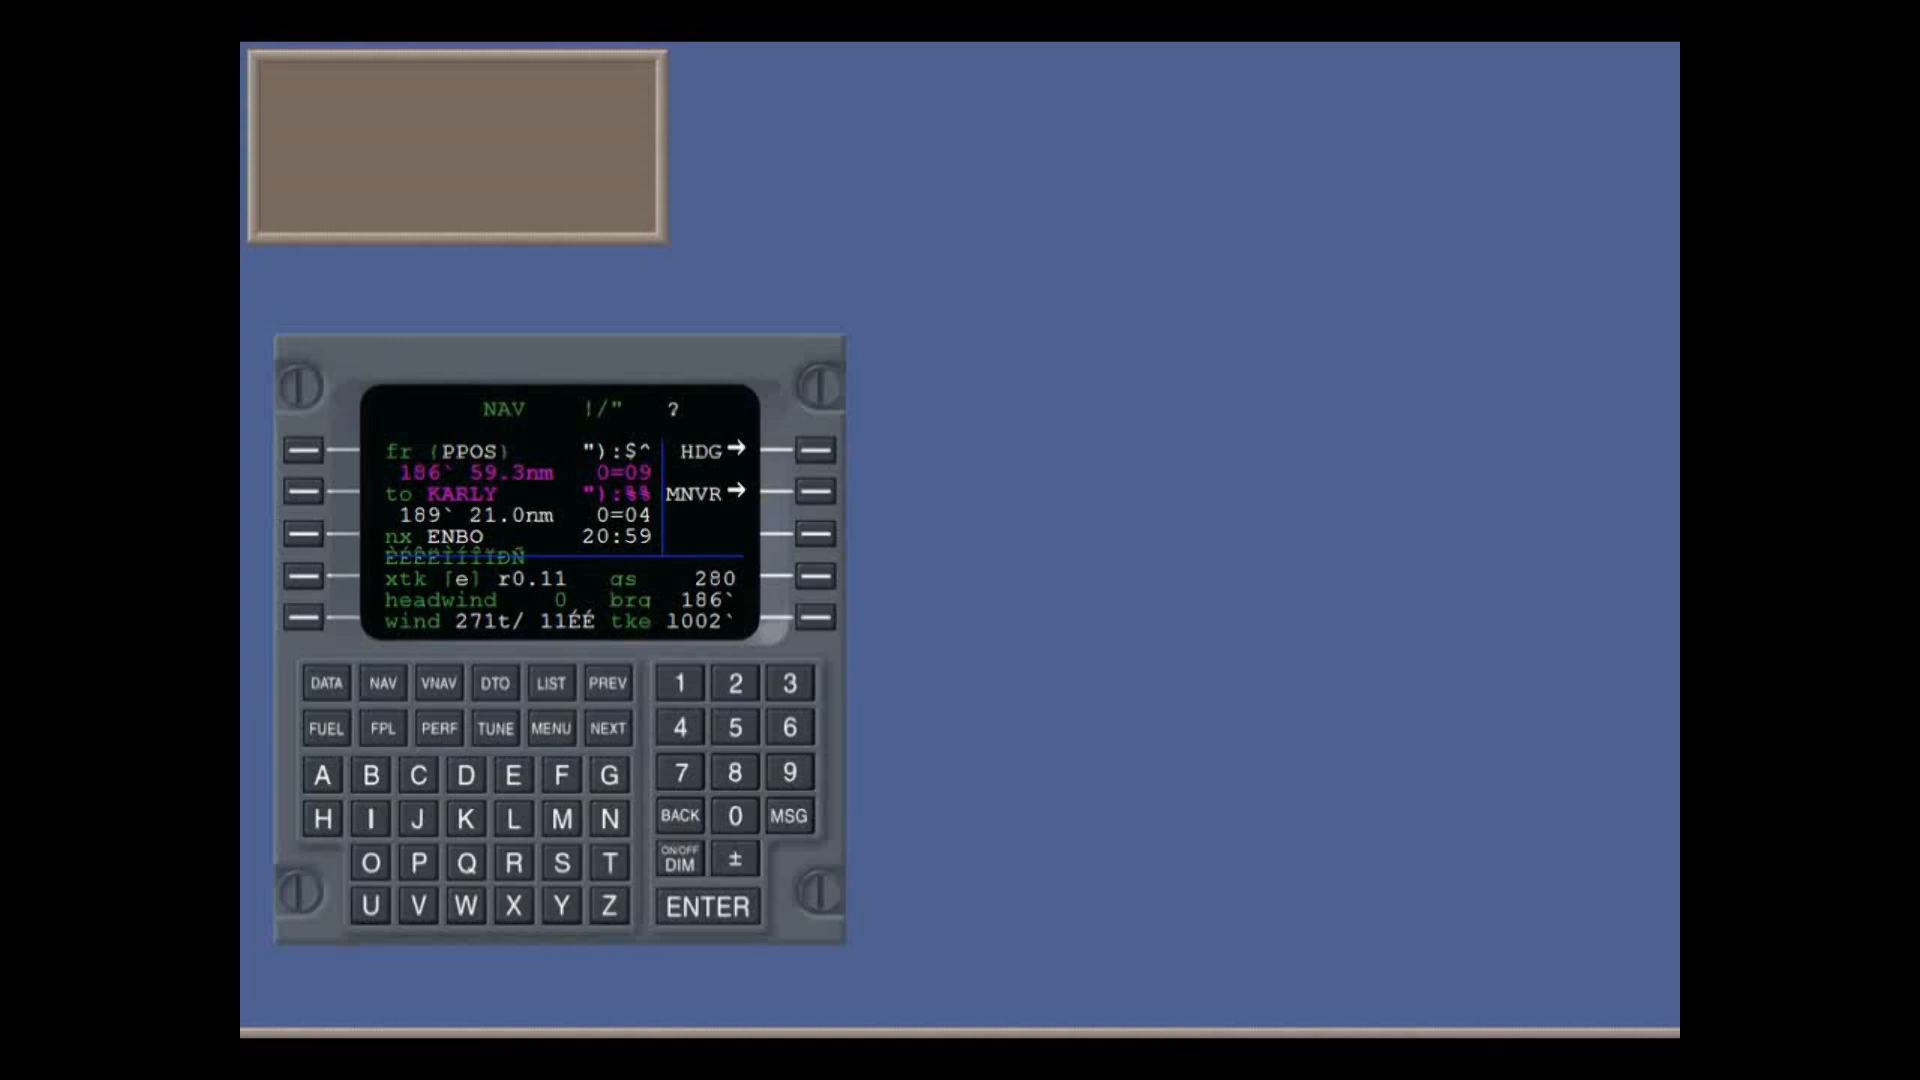 NAV !/" ?
fr (PPOS) "):$^ HDG→
186` 59.3nm 0=09
to KARLY "):%% MNVR→
189` 21.0nm 0=04
nx ENBO 20:59
xtk [e] r0.11 gs 280
headwind 0 brg 186`
wind 271t/ 11ÉÉ tke l002`
DATA NAV VNAV DTO LIST PREV 1 2 3
FUEL FPL PERF TUNE MENU NEXT 4 5 6
A B C D E F G 7 8 9
H I J K L M N BACK 0 MSG
O P Q R S T ON/OFF DIM ±
U V W X Y Z ENTER